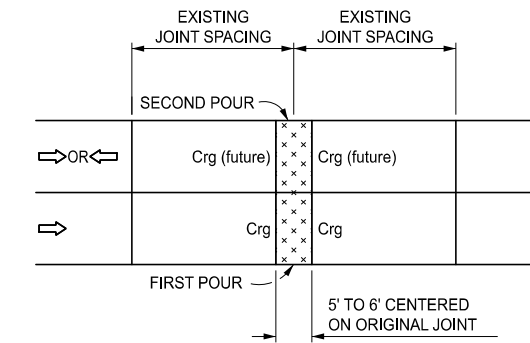 EXISTING
JOINT SPACING
EXISTING
JOINT SPACING
SECOND POUR
OR
Crg (future)
Crg (future)
Crg
Crg
FIRST POUR
5' TO 6' CENTERED
ON ORIGINAL JOINT